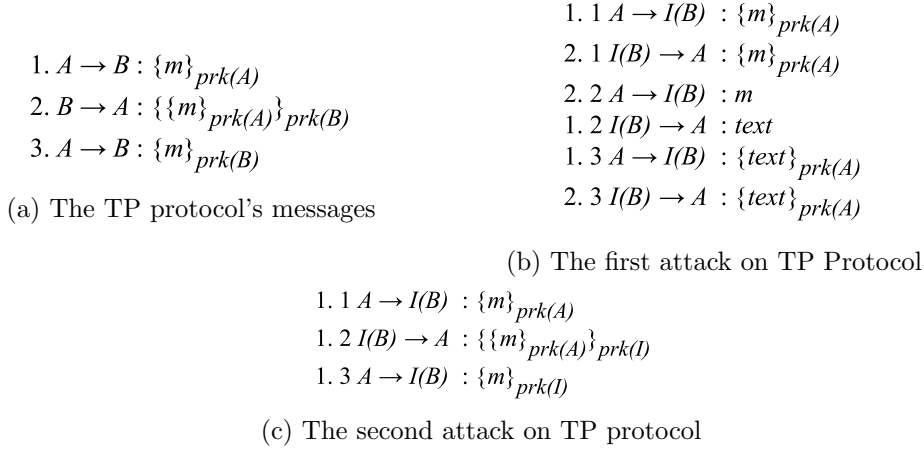 1. A → B : {m}prk(A)
2. B → A : {{m}prk(A)}prk(B)
3. A → B : {m}prk(B)
(a) The TP protocol's messages
1. 1 A → I(B) : {m}prk(A)
2. 1 I(B) → A : {m}prk(A)
2. 2 A → I(B) : m
1. 2 I(B) → A : text
1. 3 A → I(B) : {text}prk(A)
2. 3 I(B) → A : {text}prk(A)
(b) The first attack on TP Protocol
1. 1 A → I(B) : {m}prk(A)
1. 2 I(B) → A : {{m}prk(A)}prk(I)
1. 3 A → I(B) : {m}prk(I)
(c) The second attack on TP protocol